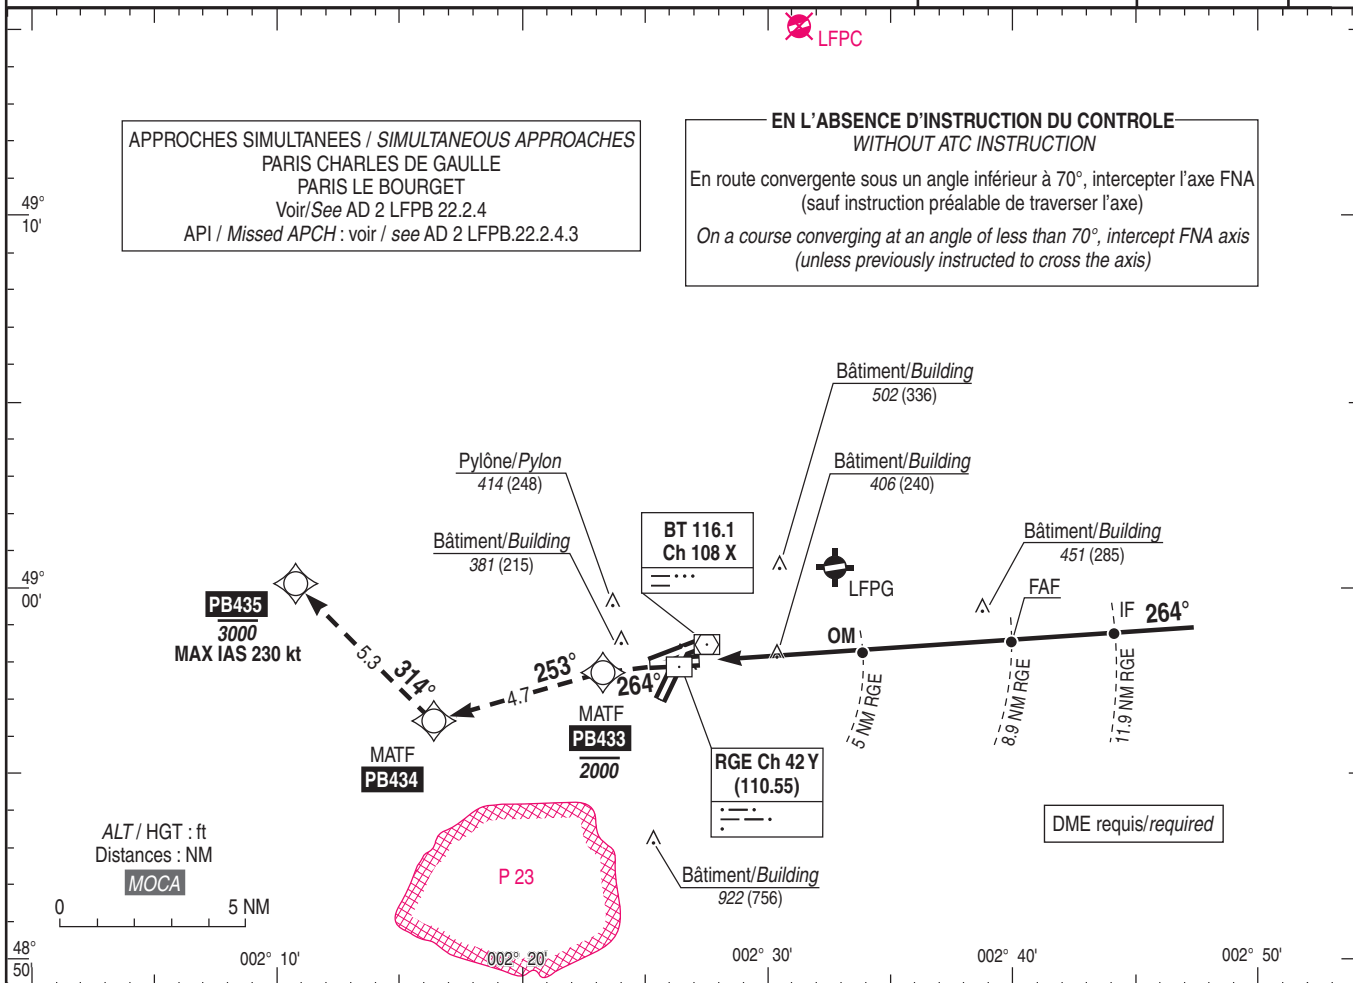 LFPC
APPROCHES SIMULTANEES / SIMULTANEOUS APPROACHES
PARIS CHARLES DE GAULLE
PARIS LE BOURGET
Voir/See AD 2 LFPB 22.2.4
API / Missed APCH : voir / see AD 2 LFPB.22.2.4.3
EN L'ABSENCE D'INSTRUCTION DU CONTROLE
WITHOUT ATC INSTRUCTION
En route convergente sous un angle inférieur à 70°, intercepter l'axe FNA
(sauf instruction préalable de traverser l'axe)
On a course converging at an angle of less than 70°, intercept FNA axis
(unless previously instructed to cross the axis)
49°
10'
Bâtiment/Building
502 (336)
Pylône/Pylon
414 (248)
Bâtiment/Building
406 (240)
Bâtiment/Building
381 (215)
BT 116.1
Ch 108 X
Bâtiment/Building
451 (285)
49°
00'
LFPG
FAF
IF
264°
OM
PB435
3000
MAX IAS 230 kt
5.3
314°
253°
4.7
264°
MATF
PB433
2000
MATF
PB434
5 NM RGE
8.9 NM RGE
11.9 NM RGE
RGE Ch 42 Y
(110.55)
DME requis/required
ALT / HGT : ft
Distances : NM
MOCA
0
5 NM
P 23
Bâtiment/Building
922 (756)
48°
50'
002° 10'
002° 20'
002° 30'
002° 40'
002° 50'